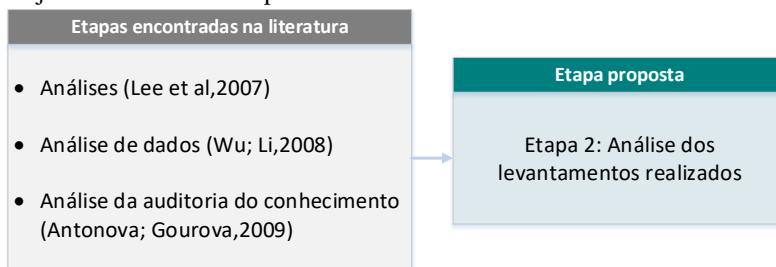 Etapas encontradas na literatura
• Análises (Lee et al,2007)
• Análise de dados (Wu; Li,2008)
• Análise da auditoria do conhecimento
(Antonova; Gourova,2009)
Etapa proposta
Etapa 2: Análise dos
levantamentos realizados